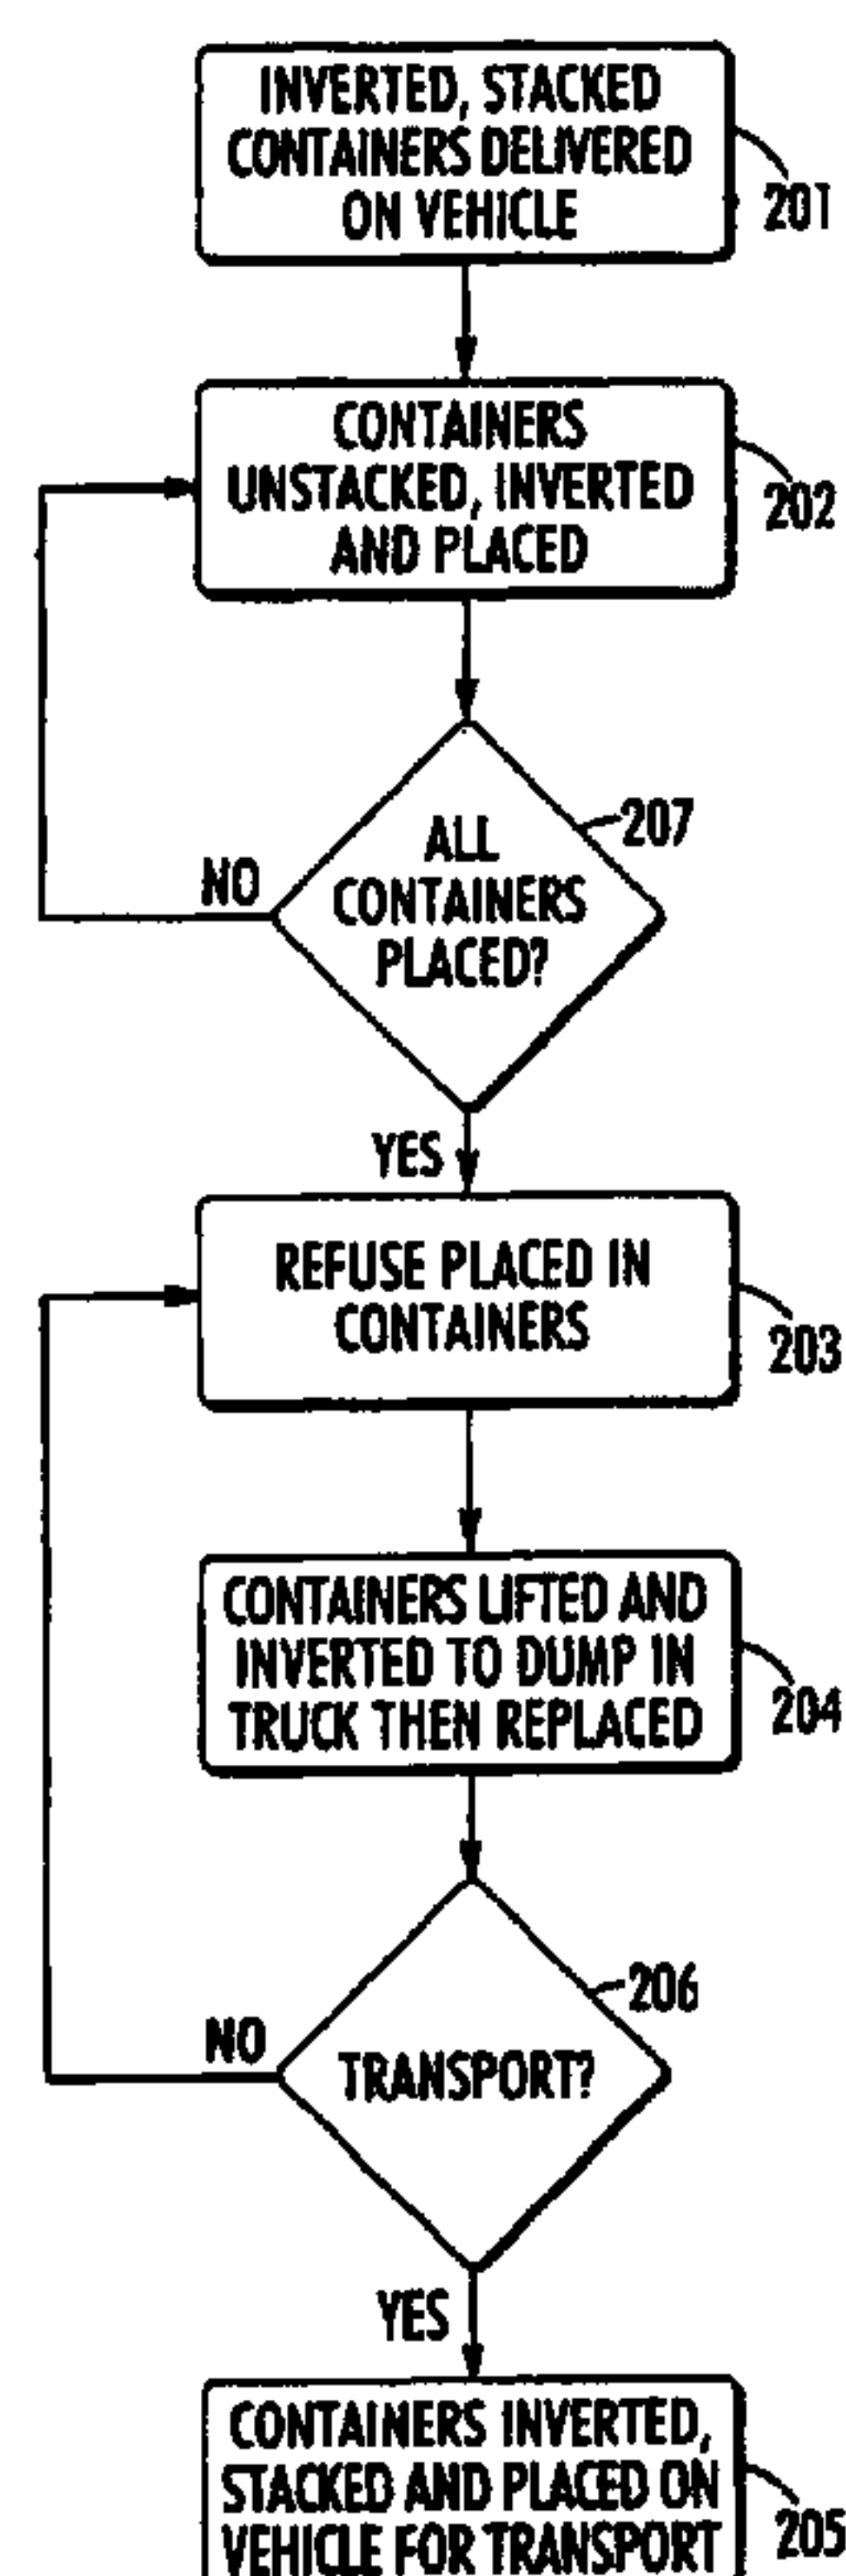 INVERTED, STACKED
CONTAINERS DELIVERED
ON VEHICLE
201
CONTAINERS
UNSTACKED, INVERTED
AND PLACED
202
ALL
CONTAINERS
PLACED?
207
NO
YES
REFUSE PLACED IN
CONTAINERS
203
CONTAINERS LIFTED AND
INVERTED TO DUMP IN
TRUCK THEN REPLACED
204
TRANSPORT?
206
NO
YES
CONTAINERS INVERTED,
STACKED AND PLACED ON
VEHICLE FOR TRANSPORT
205